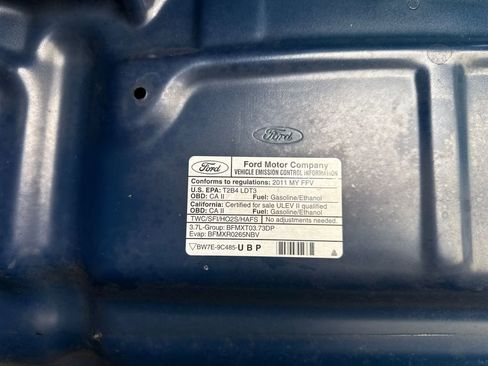 Ford
Ford
Ford Motor Company
VEHICLE EMISSION CONTROL INFORMATION
Conforms to regulations: 2011 MY FFV
U.S. EPA: T2B4 LDT3
OBD: CA II Fuel: Gasoline/Ethanol
California: Certified for sale ULEV II qualified
OBD: CA II Fuel: Gasoline/Ethanol
TWC/SFI/HO2S/HAFS No adjustments needed.
3.7L-Group: BFMXT03.73DP
Evap: BFMXR0265NBV
BW7E-9C485-UBP